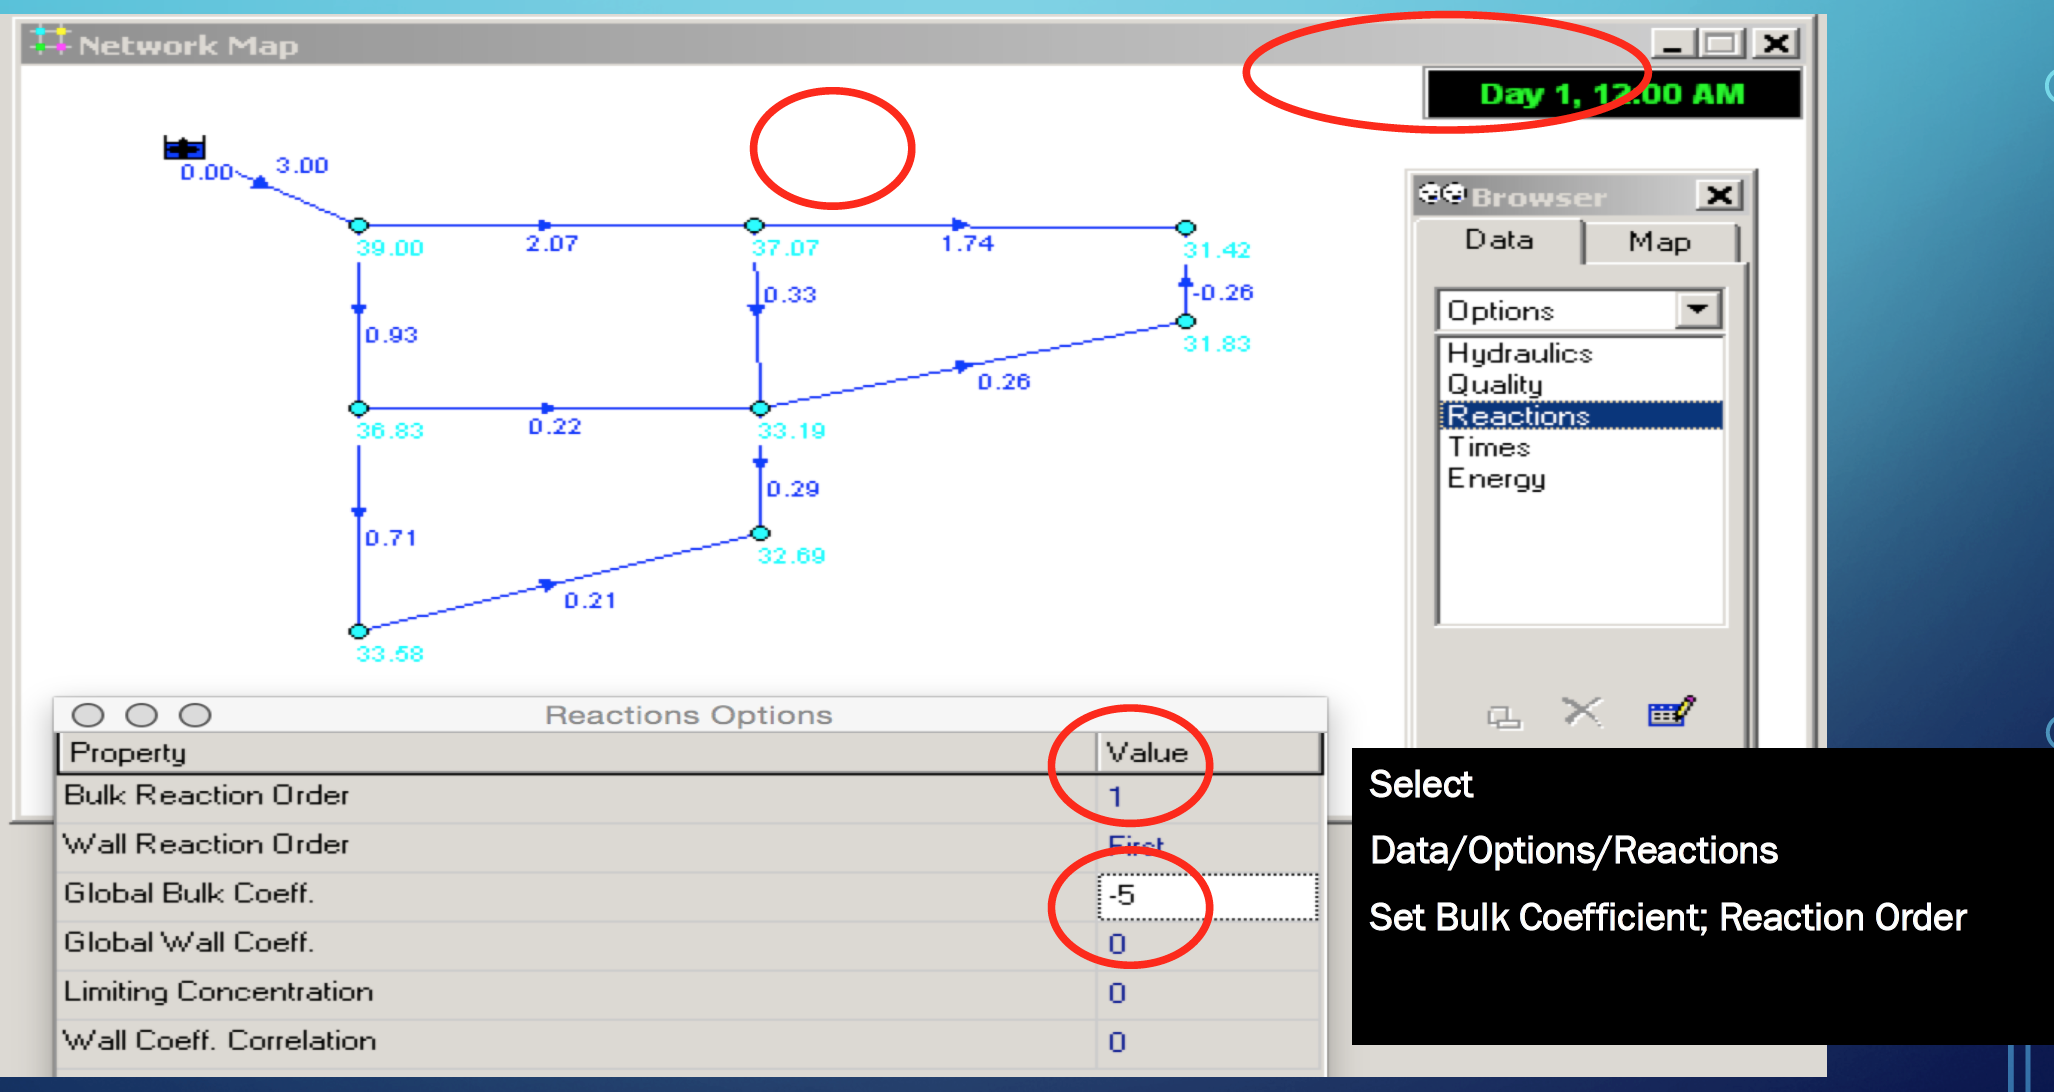 Network Map
Day 1, 12:00 AM
0.00
3.00
39.00
2.07
37.07
1.74
31.42
0.93
0.33
-0.26
31.83
0.26
36.83
0.22
33.19
0.71
0.29
32.69
0.21
33.58
Browser
Data Map
Options
Hydraulics
Quality
Reactions
Times
Energy
Reactions Options
Property Value
Bulk Reaction Order 1
Wall Reaction Order First
Global Bulk Coeff. -5
Global Wall Coeff. 0
Limiting Concentration 0
Wall Coeff. Correlation 0
Select
Data/Options/Reactions
Set Bulk Coefficient; Reaction Order